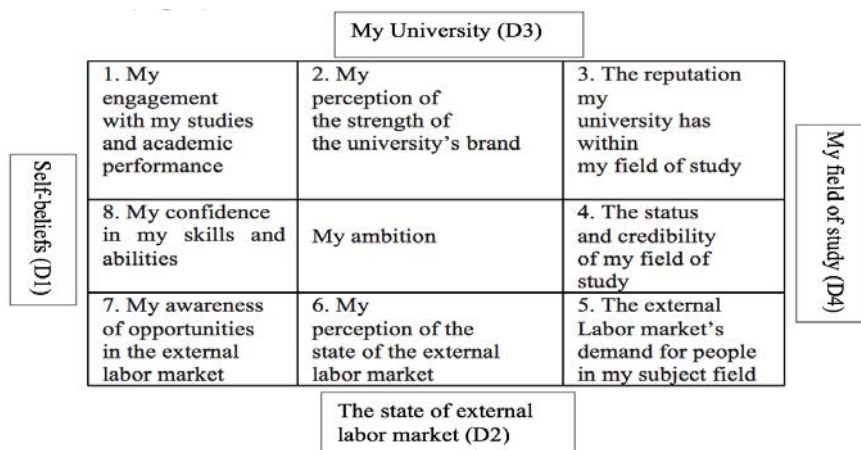 My University (D3)
1. My
engagement
with my studies
and academic
performance
2. My
perception of
the strength of
the university's brand
3. The reputation
my
university has
within
my field of study
Self-beliefs (D1)
8. My confidence
in my skills and
abilities
My ambition
4. The status
and credibility
of my field of
study
My field of study (D4)
7. My awareness
of opportunities
in the external
labor market
6. My
perception of the
state of the external
labor market
5. The external
Labor market's
demand for people
in my subject field
The state of external
labor market (D2)